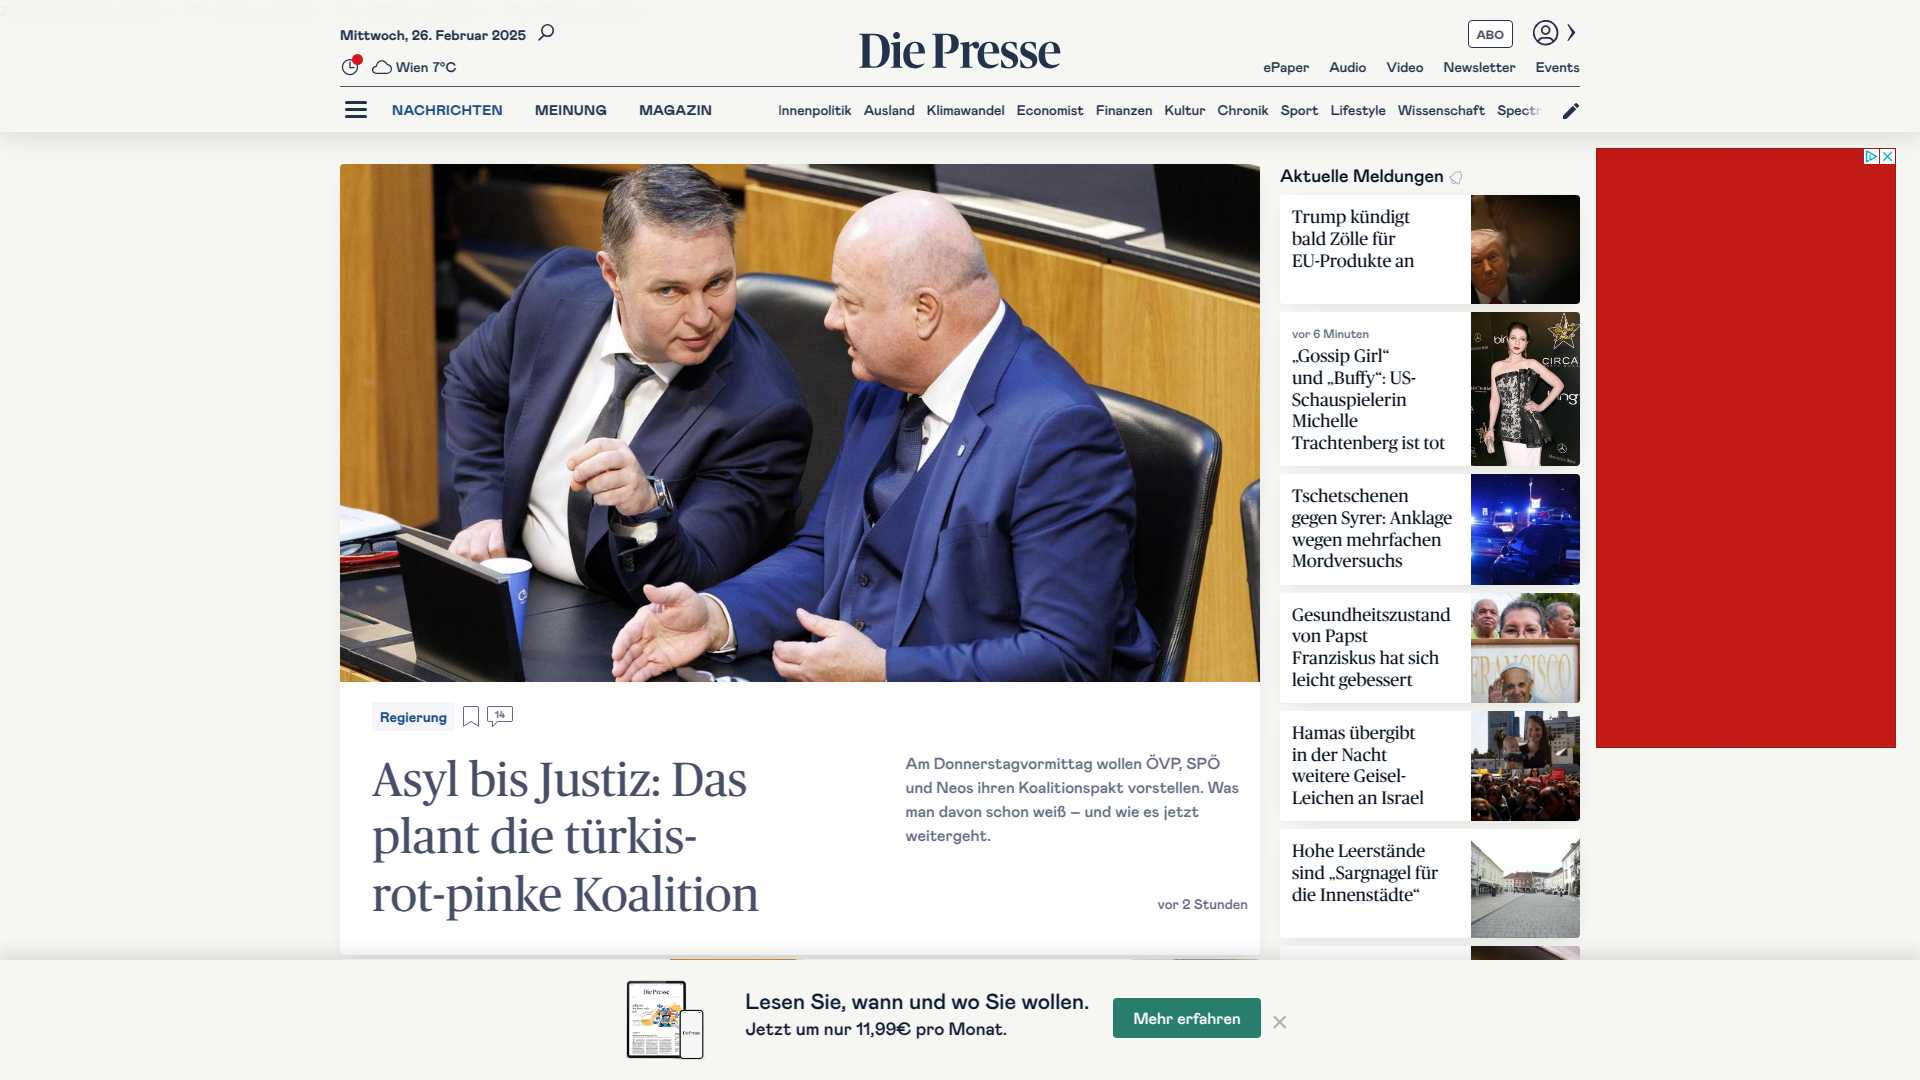 Mittwoch, 26. Februar 2025
Wien 7°C
Die Presse
ABO
ePaper Audio Video Newsletter Events
NACHRICHTEN MEINUNG MAGAZIN
Innenpolitik Ausland Klimawandel Economist Finanzen Kultur Chronik Sport Lifestyle Wissenschaft Spectr
Regierung
14
Asyl bis Justiz: Das
plant die türkis-
rot-pinke Koalition
Am Donnerstagvormittag wollen ÖVP, SPÖ
und Neos ihren Koalitionspakt vorstellen. Was
man davon schon weiß – und wie es jetzt
weitergeht.
vor 2 Stunden
Aktuelle Meldungen
Trump kündigt
bald Zölle für
EU-Produkte an
vor 6 Minuten
„Gossip Girl“
und „Buffy“: US-
Schauspielerin
Michelle
Trachtenberg ist tot
bing
CIRCA
Tschetschenen
gegen Syrer: Anklage
wegen mehrfachen
Mordversuchs
Gesundheitszustand
von Papst
Franziskus hat sich
leicht gebessert
FRANCISCO
Hamas übergibt
in der Nacht
weitere Geisel-
Leichen an Israel
Hohe Leerstände
sind „Sargnagel für
die Innenstädte“
Die Presse
Die Presse
Lesen Sie, wann und wo Sie wollen.
Jetzt um nur 11,99€ pro Monat.
Mehr erfahren